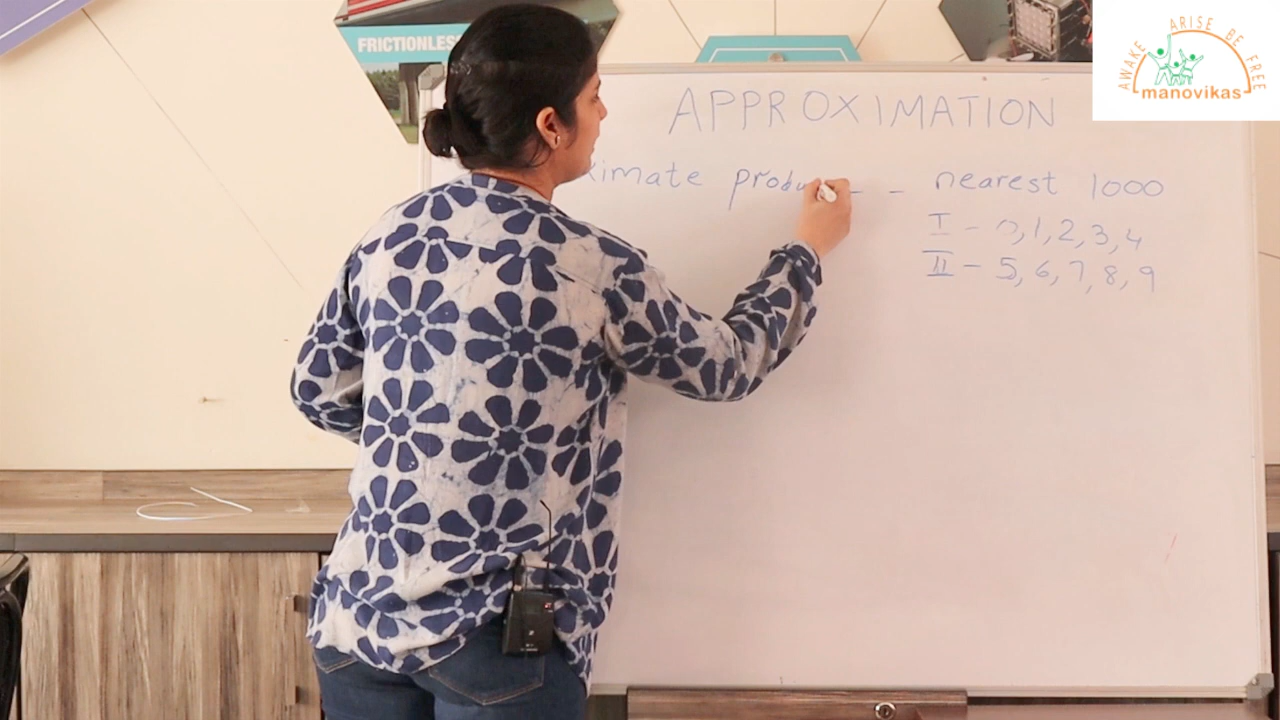 FRICTIONLES
AWAKE ARISE BE FREE
manovikas
APPROXIMATION
ximate produ - - nearest 1000
I - 0,1,2,3,4
II - 5,6,7,8,9